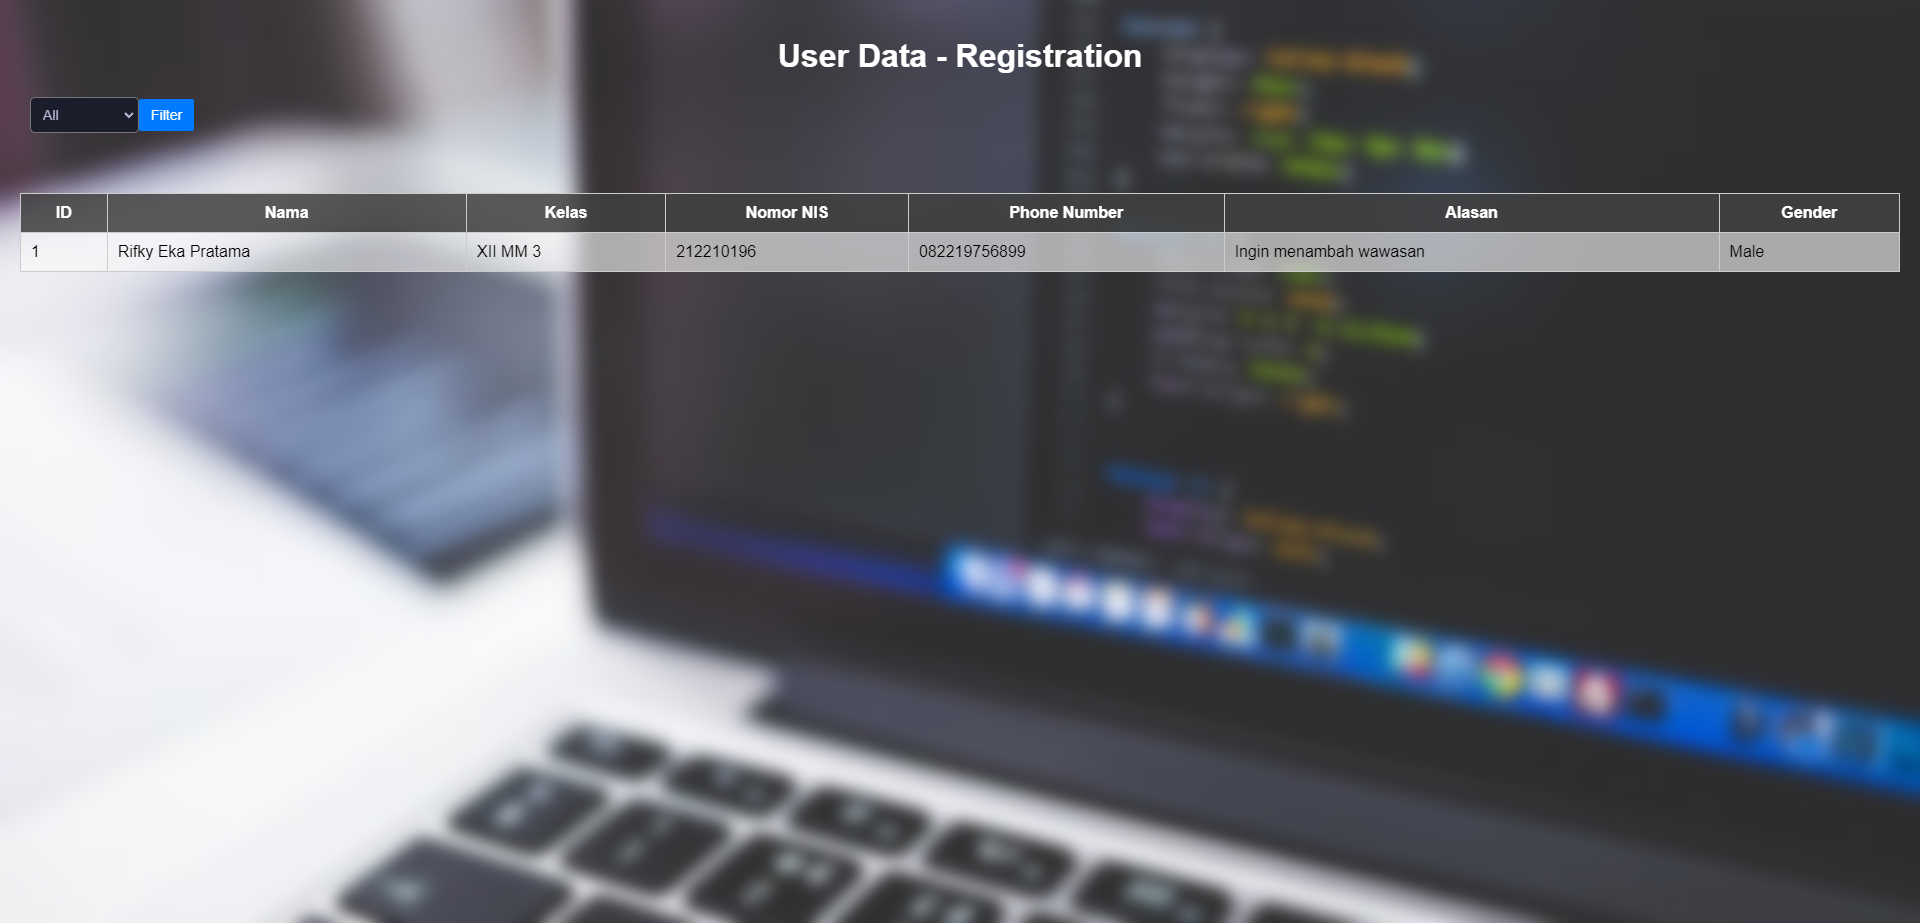 User Data - Registration
All Filter
ID Nama Kelas Nomor NIS Phone Number Alasan Gender
1 Rifky Eka Pratama XII MM 3 212210196 082219756899 Ingin menambah wawasan Male